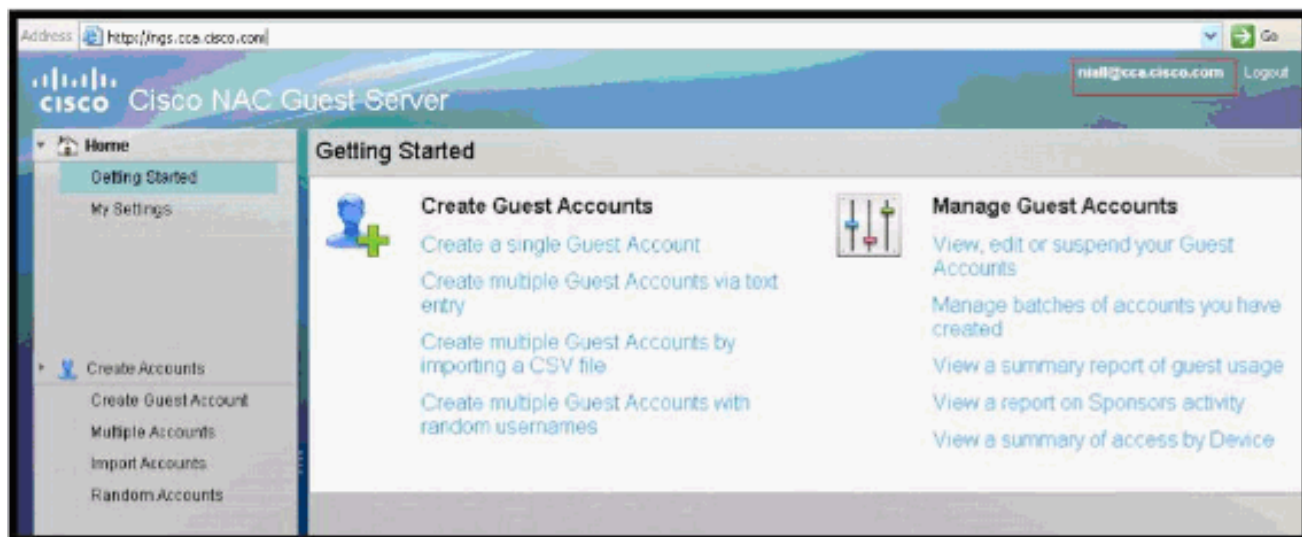 Address http://ngs.cca.cisco.com
Go
niall@cca.cisco.com Logout
CISCO Cisco NAC Guest Server
Home
Getting Started
My Settings
Create Accounts
Create Guest Account
Multiple Accounts
Import Accounts
Random Accounts
Getting Started
Create Guest Accounts
Create a single Guest Account
Create multiple Guest Accounts via text
entry
Create multiple Guest Accounts by
importing a CSV file
Create multiple Guest Accounts with
random usernames
Manage Guest Accounts
View, edit or suspend your Guest
Accounts
Manage batches of accounts you have
created
View a summary report of guest usage
View a report on Sponsors activity
View a summary of access by Device